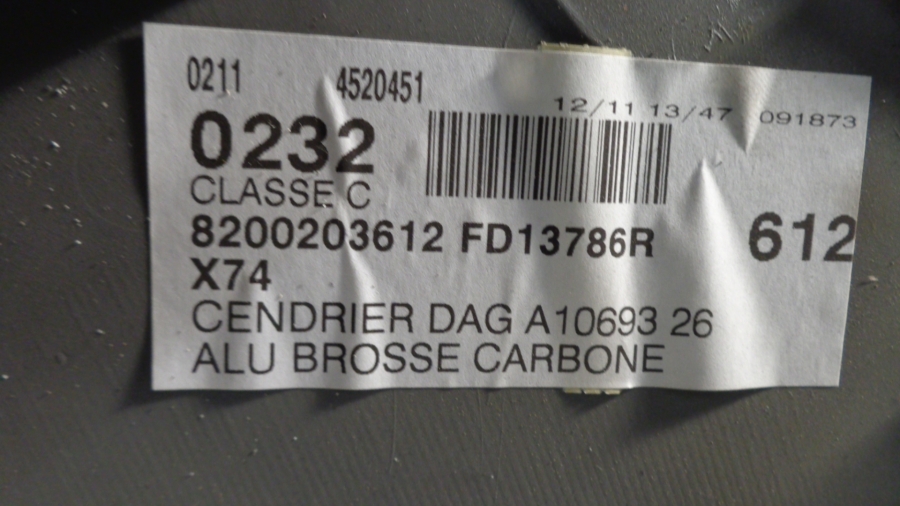 0211 4520451
12/11 13/47 091873
0232
CLASSE C
8200203612 FD13786R 612
X74
CENDRIER DAG A10693 26
ALU BROSSE CARBONE